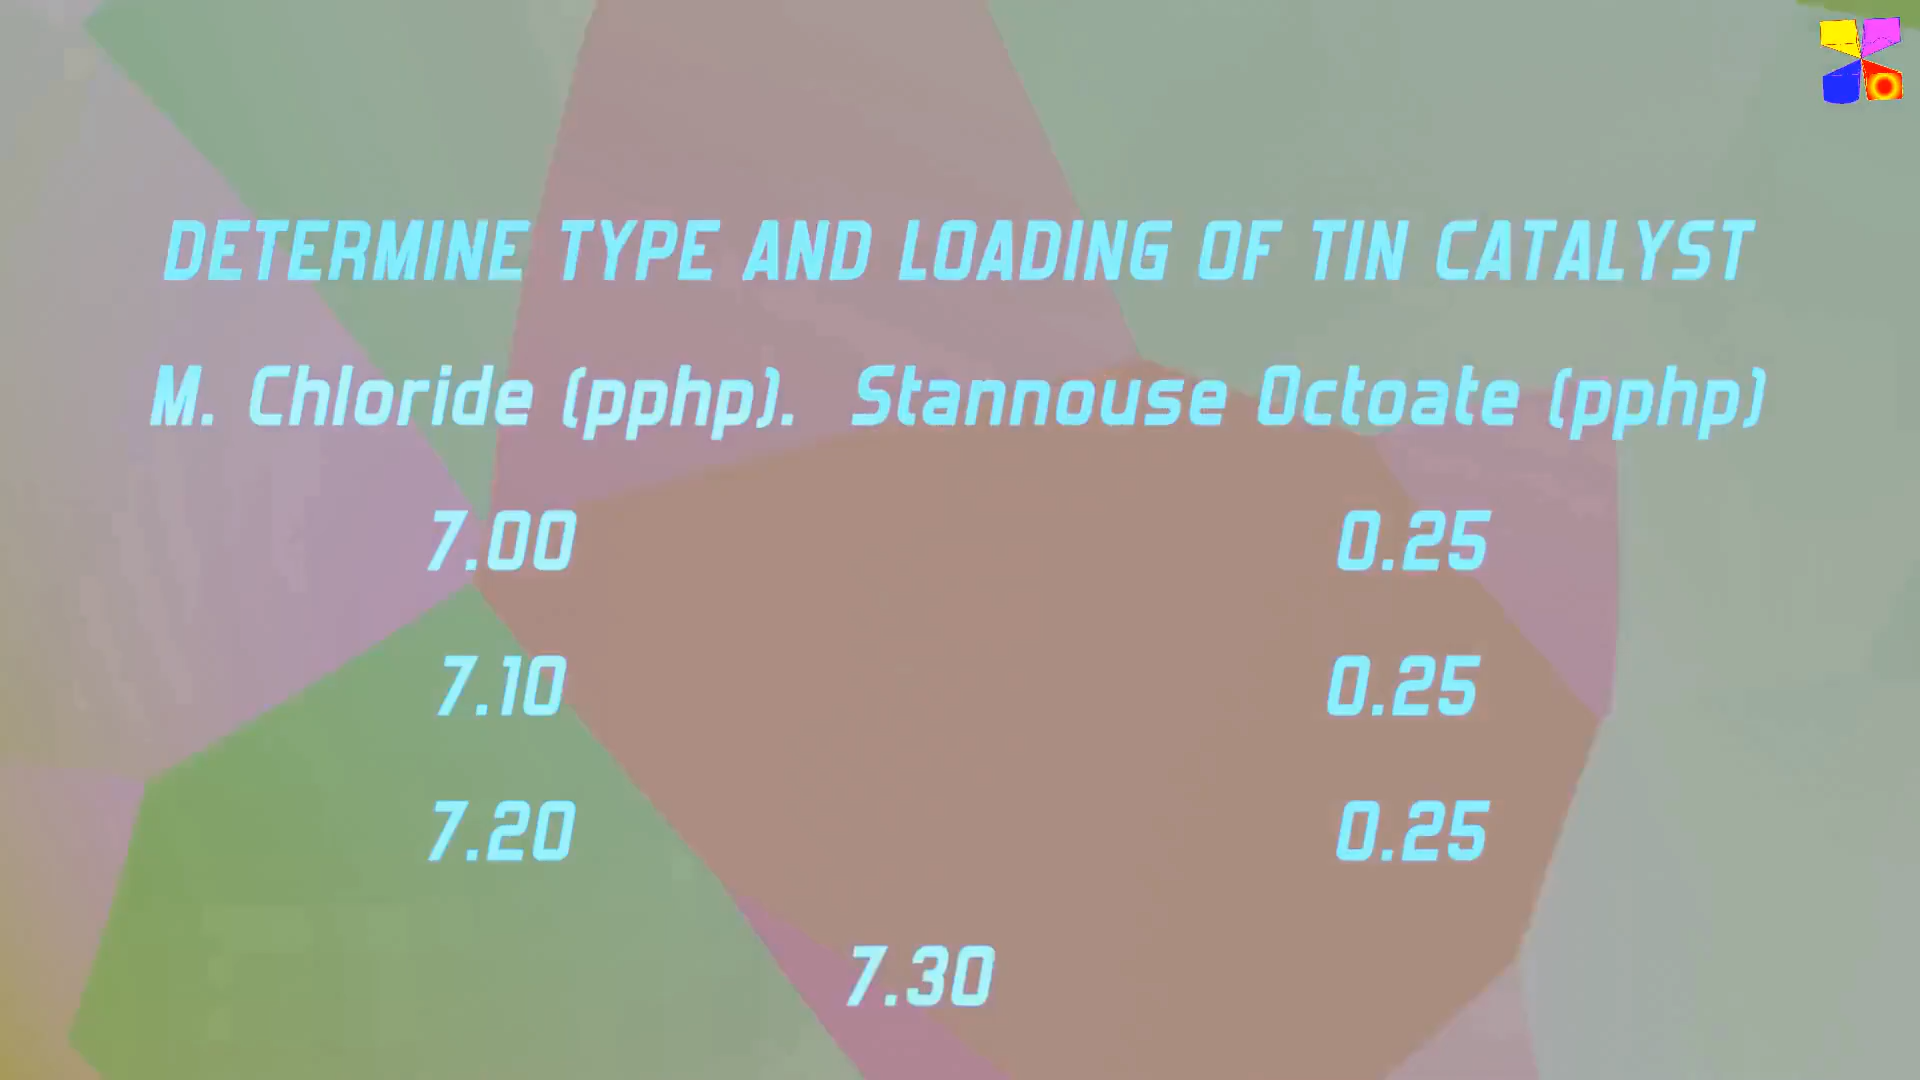 DETERMINE TYPE AND LOADING OF TIN CATALYST
M. Chloride (pphp). Stannouse Octoate (pphp)
7.00 0.25
7.10 0.25
7.20 0.25
7.30